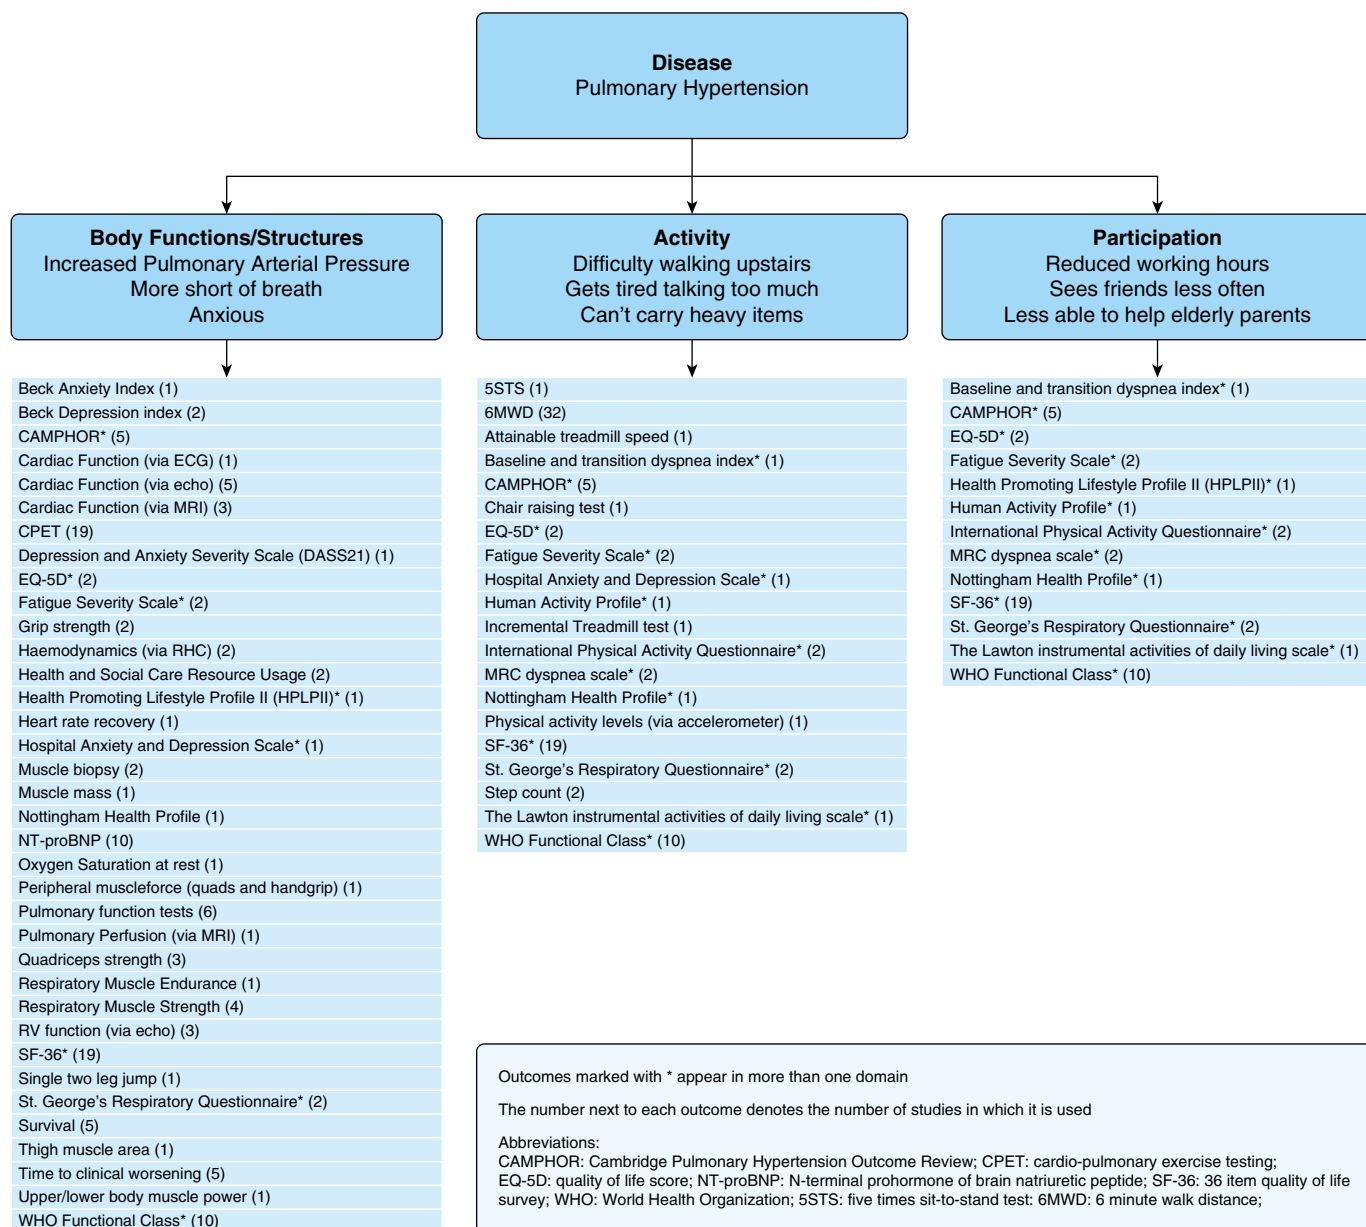 Disease
Pulmonary Hypertension
Body Functions/Structures
Increased Pulmonary Arterial Pressure
More short of breath
Anxious
Beck Anxiety Index (1)
Beck Depression index (2)
CAMPHOR* (5)
Cardiac Function (via ECG) (1)
Cardiac Function (via echo) (5)
Cardiac Function (via MRI) (3)
CPET (19)
Depression and Anxiety Severity Scale (DASS21) (1)
EQ-5D* (2)
Fatigue Severity Scale* (2)
Grip strength (2)
Haemodynamics (via RHC) (2)
Health and Social Care Resource Usage (2)
Health Promoting Lifestyle Profile II (HPLPII)* (1)
Heart rate recovery (1)
Hospital Anxiety and Depression Scale* (1)
Muscle biopsy (2)
Muscle mass (1)
Nottingham Health Profile (1)
NT-proBNP (10)
Oxygen Saturation at rest (1)
Peripheral muscleforce (quads and handgrip) (1)
Pulmonary function tests (6)
Pulmonary Perfusion (via MRI) (1)
Quadriceps strength (3)
Respiratory Muscle Endurance (1)
Respiratory Muscle Strength (4)
RV function (via echo) (3)
SF-36* (19)
Single two leg jump (1)
St. George's Respiratory Questionnaire* (2)
Survival (5)
Thigh muscle area (1)
Time to clinical worsening (5)
Upper/lower body muscle power (1)
WHO Functional Class* (10)
Activity
Difficulty walking upstairs
Gets tired talking too much
Can't carry heavy items
5STS (1)
6MWD (32)
Attainable treadmill speed (1)
Baseline and transition dyspnea index* (1)
CAMPHOR* (5)
Chair raising test (1)
EQ-5D* (2)
Fatigue Severity Scale* (2)
Hospital Anxiety and Depression Scale* (1)
Human Activity Profile* (1)
Incremental Treadmill test (1)
International Physical Activity Questionnaire* (2)
MRC dyspnea scale* (2)
Nottingham Health Profile* (1)
Physical activity levels (via accelerometer) (1)
SF-36* (19)
St. George's Respiratory Questionnaire* (2)
Step count (2)
The Lawton instrumental activities of daily living scale* (1)
WHO Functional Class* (10)
Participation
Reduced working hours
Sees friends less often
Less able to help elderly parents
Baseline and transition dyspnea index* (1)
CAMPHOR* (5)
EQ-5D* (2)
Fatigue Severity Scale* (2)
Health Promoting Lifestyle Profile II (HPLPII)* (1)
Human Activity Profile* (1)
International Physical Activity Questionnaire* (2)
MRC dyspnea scale* (2)
Nottingham Health Profile* (1)
SF-36* (19)
St. George's Respiratory Questionnaire* (2)
The Lawton instrumental activities of daily living scale* (1)
WHO Functional Class* (10)
Outcomes marked with * appear in more than one domain
The number next to each outcome denotes the number of studies in which it is used
Abbreviations:
CAMPHOR: Cambridge Pulmonary Hypertension Outcome Review; CPET: cardio-pulmonary exercise testing;
EQ-5D: quality of life score; NT-proBNP: N-terminal prohormone of brain natriuretic peptide; SF-36: 36 item quality of life
survey; WHO: World Health Organization; 5STS: five times sit-to-stand test: 6MWD: 6 minute walk distance;